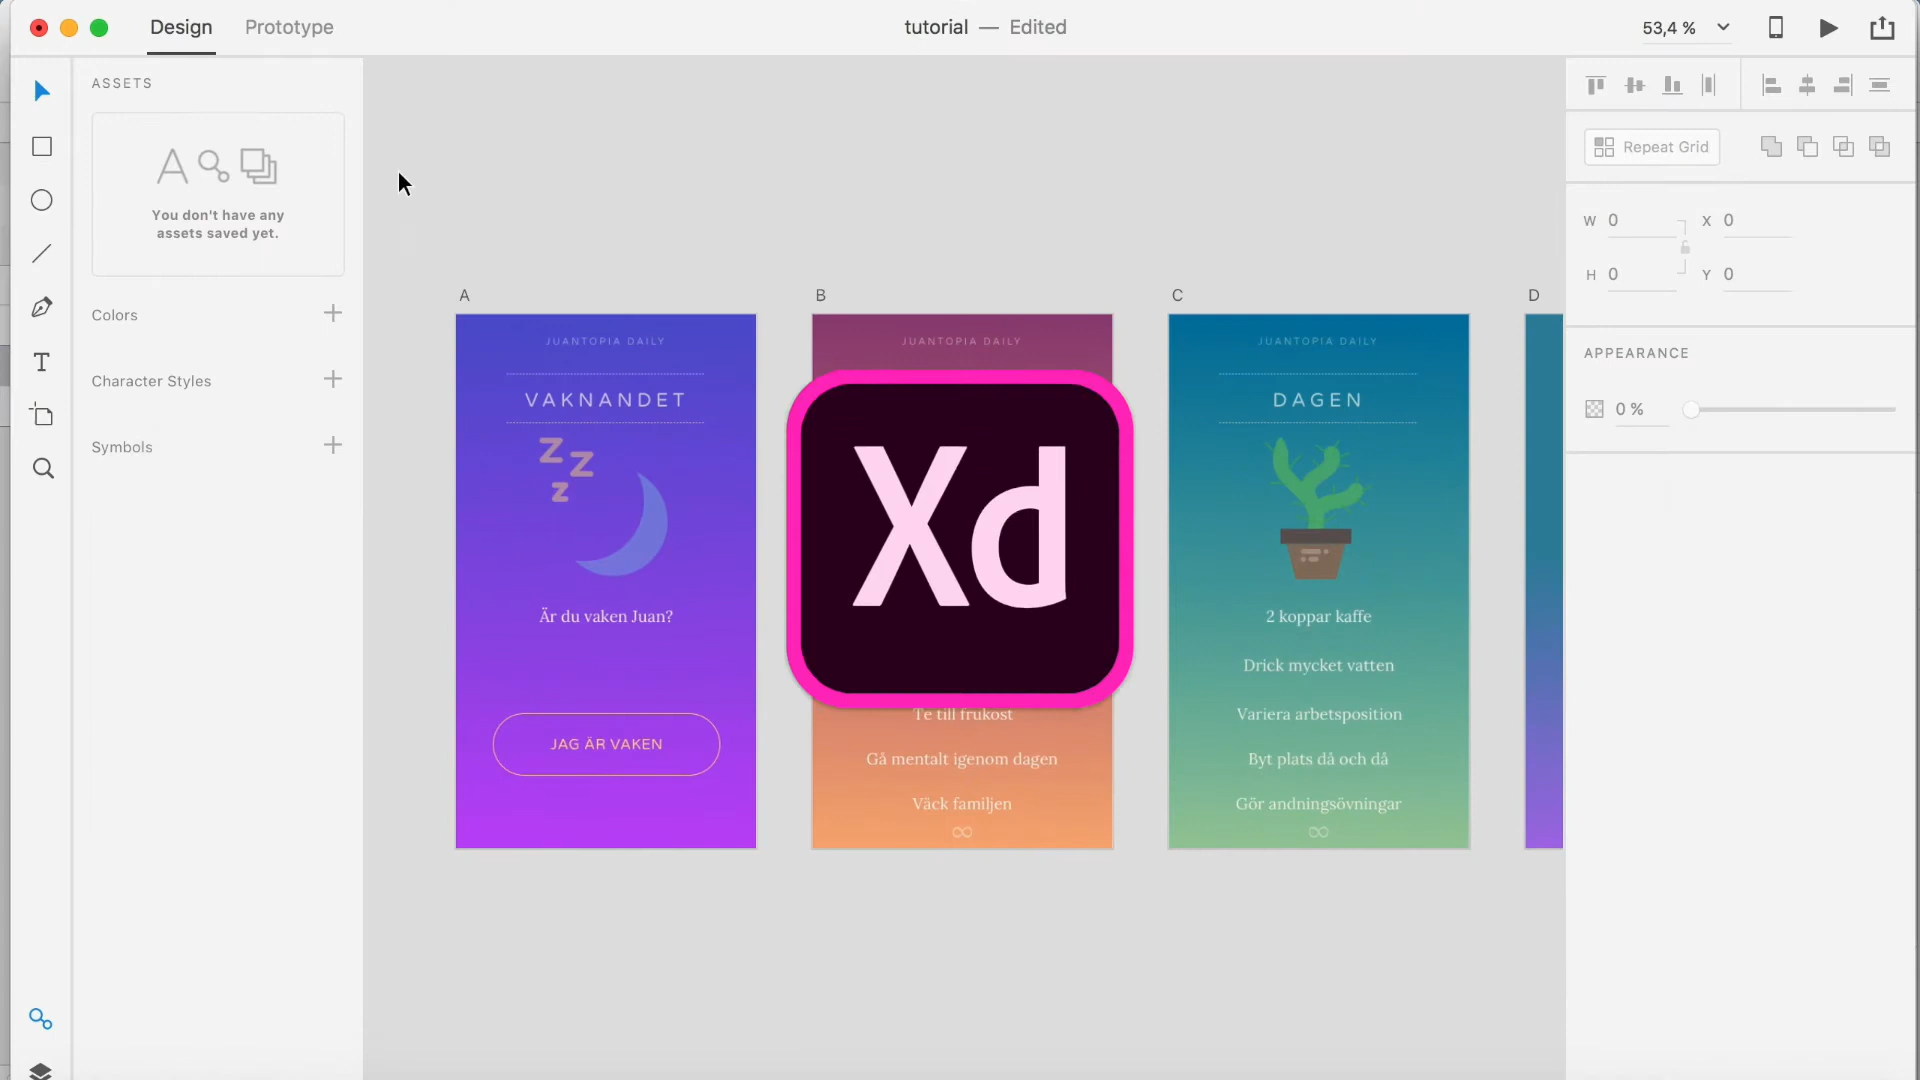 Design Prototype tutorial — Edited 53,4 %
ASSETS
You don't have any
assets saved yet.
Colors
Character Styles
Symbols
A B C D
JUANTOPIA DAILY
VAKNANDET
Z Z Z
Är du vaken Juan?
JAG ÄR VAKEN
JUANTOPIA DAILY
Xd
Te till frukost
Gå mentalt igenom dagen
Väck familjen
JUANTOPIA DAILY
DAGEN
2 koppar kaffe
Drick mycket vatten
Variera arbetsposition
Byt plats då och då
Gör andningsövningar
Repeat Grid
W 0 X 0
H 0 Y 0
APPEARANCE
0 %